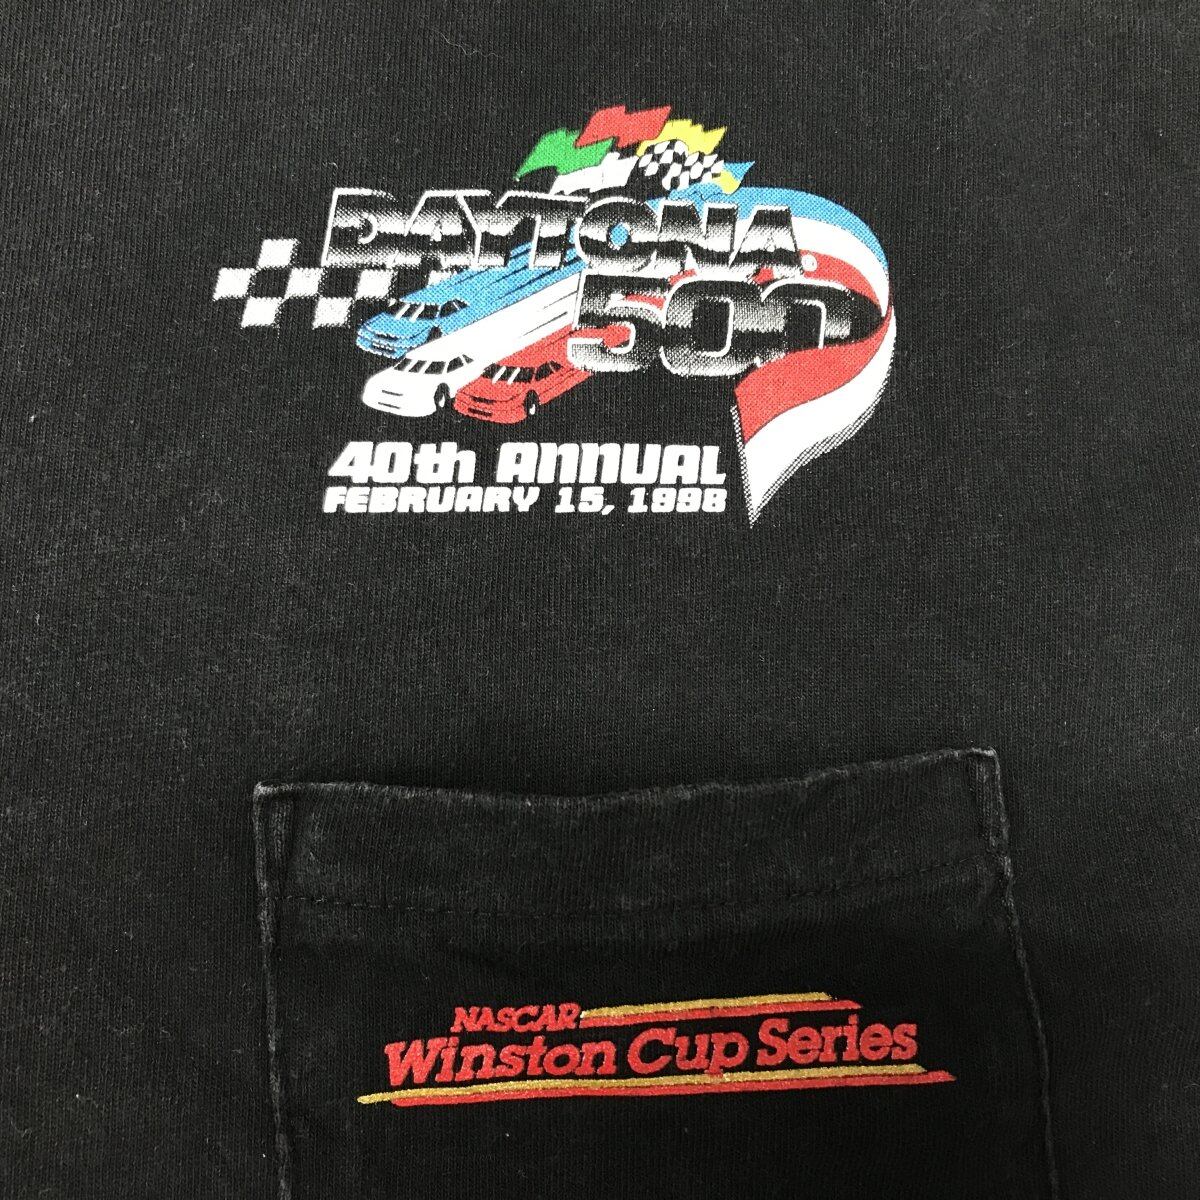 DAYTONA®
500
40th ANNUAL
FEBRUARY 15, 1998
NASCAR
Winston Cup Series